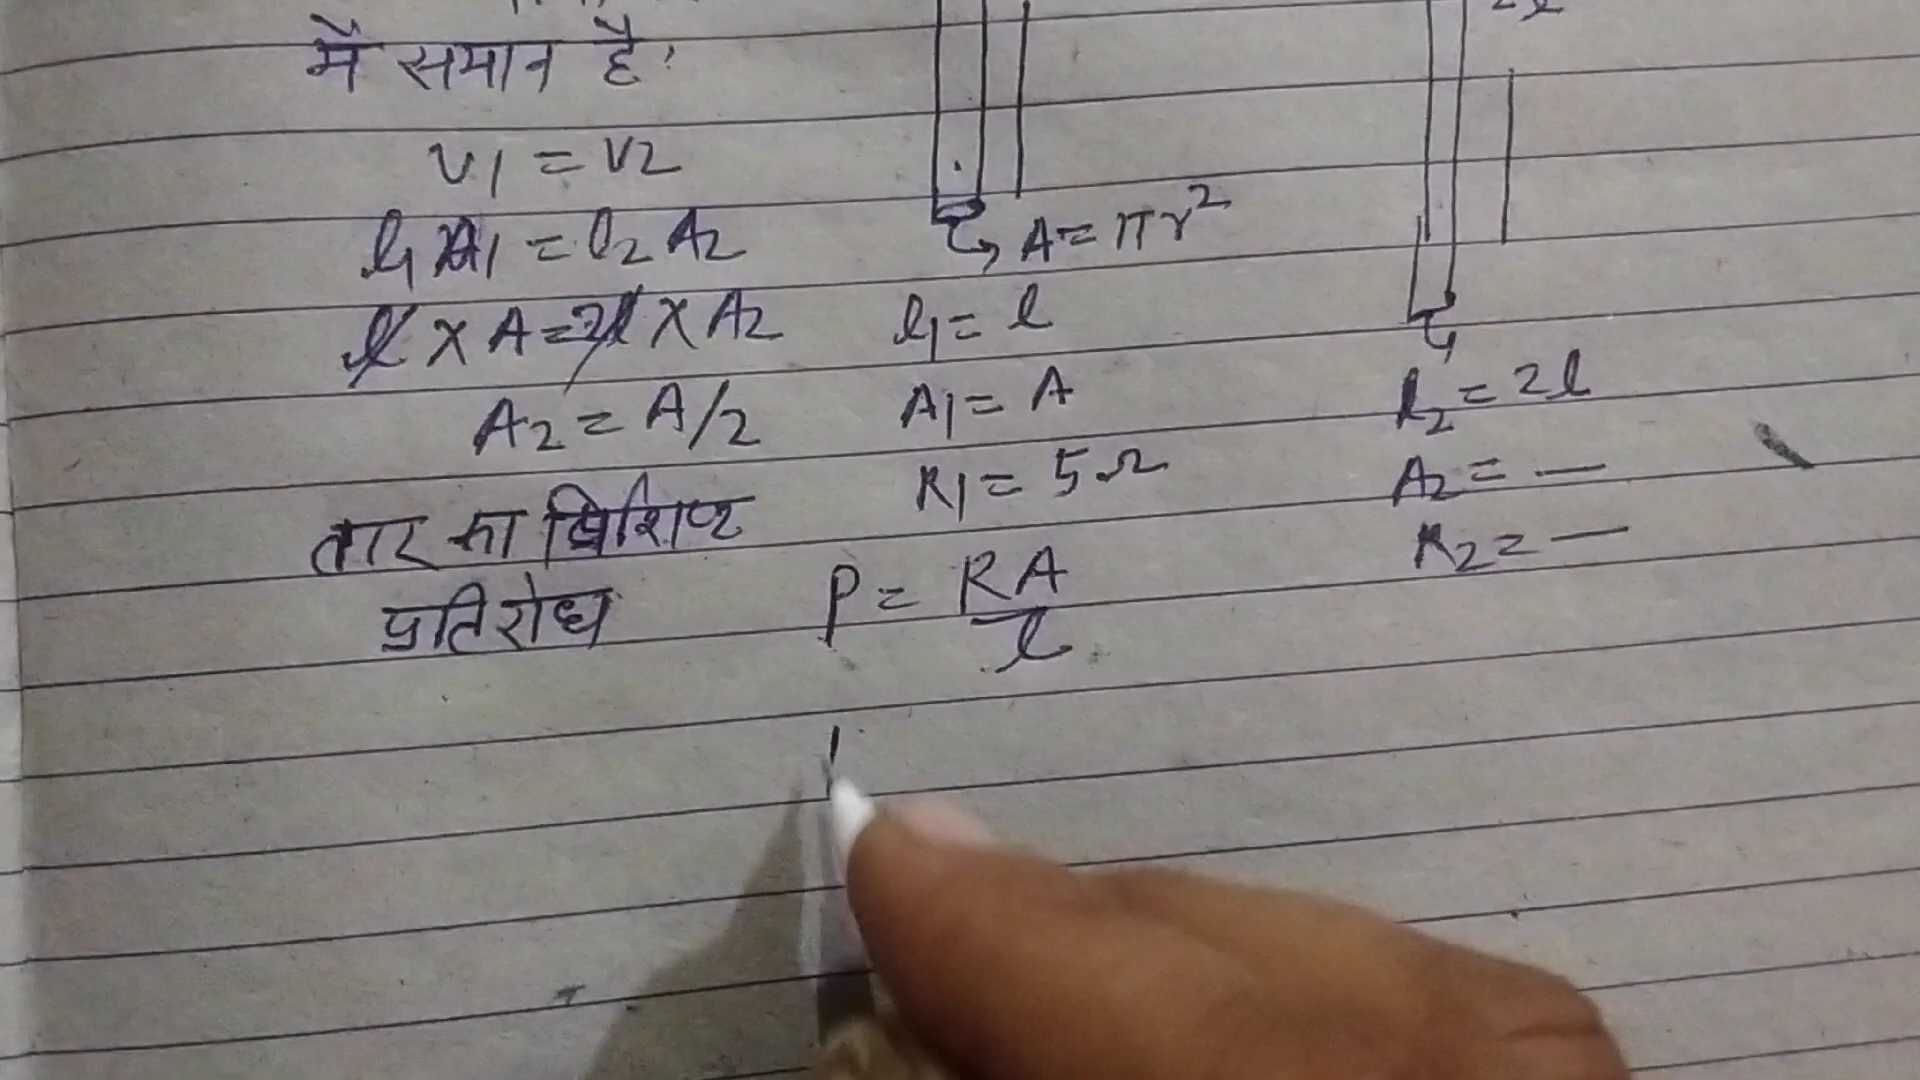 में समान है।
V1 = V2
l1 A1 = l2 A2
l × A = 2l × A2
A2 = A/2
तार का विशिष्ट
प्रतिरोध
ρ = RA/l
A = πr²
l1 = l
A1 = A
R1 = 5Ω
2l
l2 = 2l
A2 = —
R2 = —